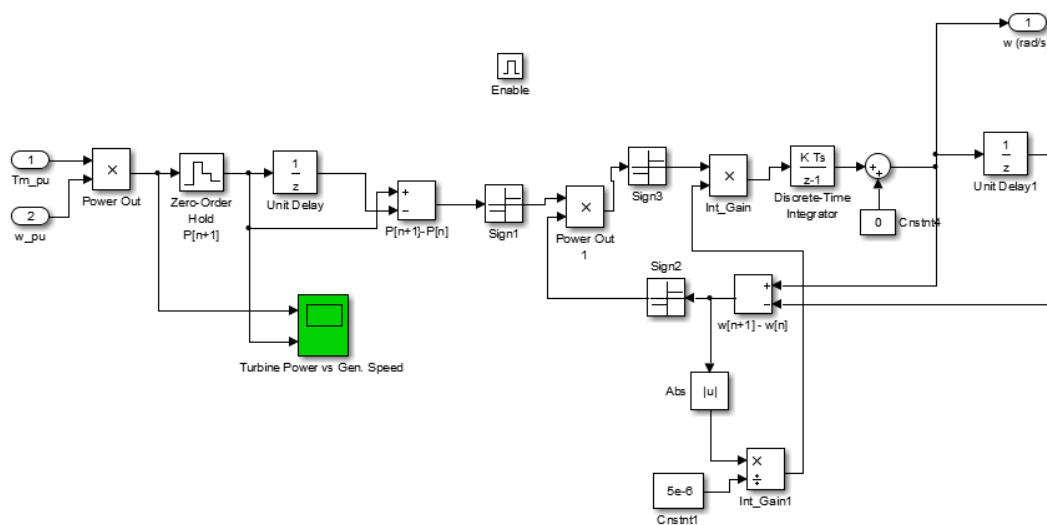 1
w (rad/s
Enable
1
Tm_pu
×
Power Out
2
w_pu
Zero-Order
Hold
P[n+1]
1
z
Unit Delay
+
−
P[n+1]-P[n]
Sign1
×
Power Out
1
Sign3
×
Int_Gain
K Ts
z-1
Discrete-Time
Integrator
+
+
0
Cnstnt4
1
z
Unit Delay1
Sign2
+
−
w[n+1] - w[n]
Turbine Power vs Gen. Speed
Abs
|u|
×
÷
Int_Gain1
5e-6
Cnstnt1